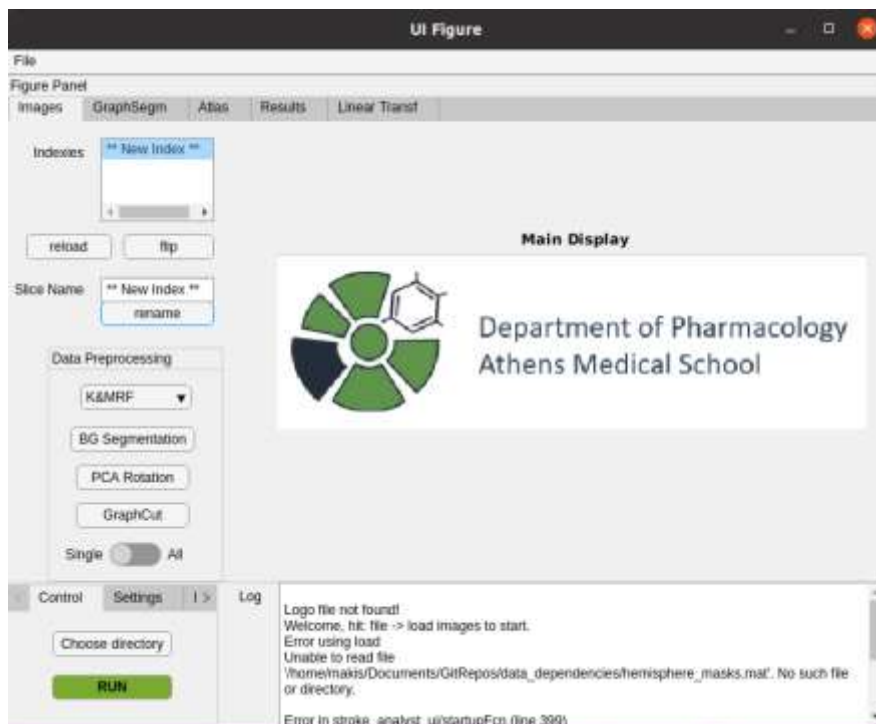 UI Figure
File
Figure Panel
Images GraphSegm Atlas Results Linear Transf
Indexies
** New Index **
reload flip
Slice Name ** New Index **
rename
Data Preprocessing
K&MRF
BG Segmentation
PCA Rotation
GraphCut
Single All
Main Display
Department of Pharmacology
Athens Medical School
Control Settings
Choose directory
RUN
Log
Logo file not found!
Welcome, hit: file -> load images to start.
Error using load
Unable to read file
'/home/makis/Documents/GitRepos/data_dependencies/hemisphere_masks.mat'. No such file
or directory.
Error in stroke_analyst_ui/startupFcn (line 399)